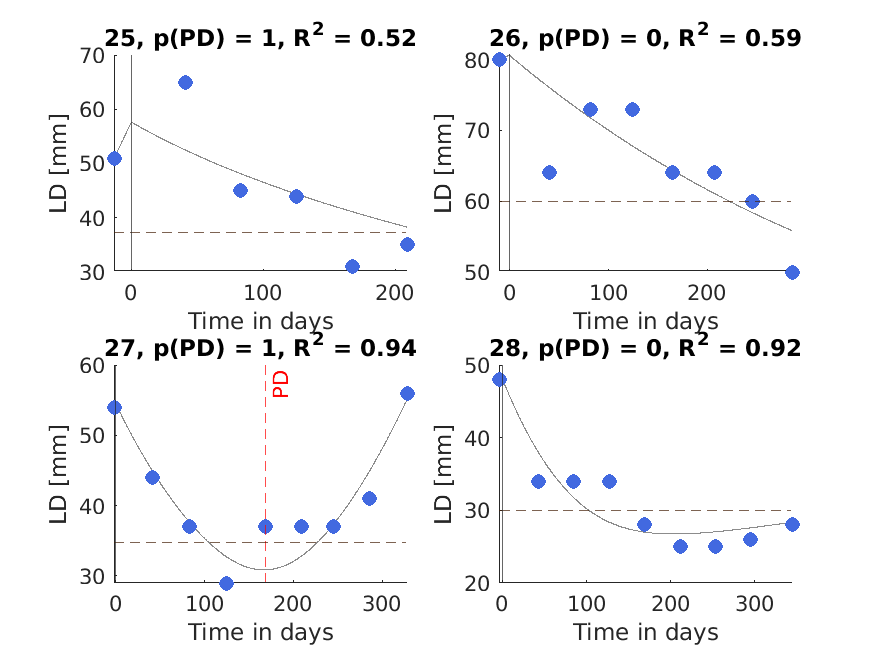 25, p(PD) = 1, R² = 0.52
70
60
50
40
30
LD [mm]
0 100 200
Time in days
26, p(PD) = 0, R² = 0.59
80
70
60
50
LD [mm]
0 100 200
Time in days
27, p(PD) = 1, R² = 0.94
60
50
40
30
LD [mm]
PD
0 100 200 300
Time in days
28, p(PD) = 0, R² = 0.92
50
40
30
20
LD [mm]
0 100 200 300
Time in days